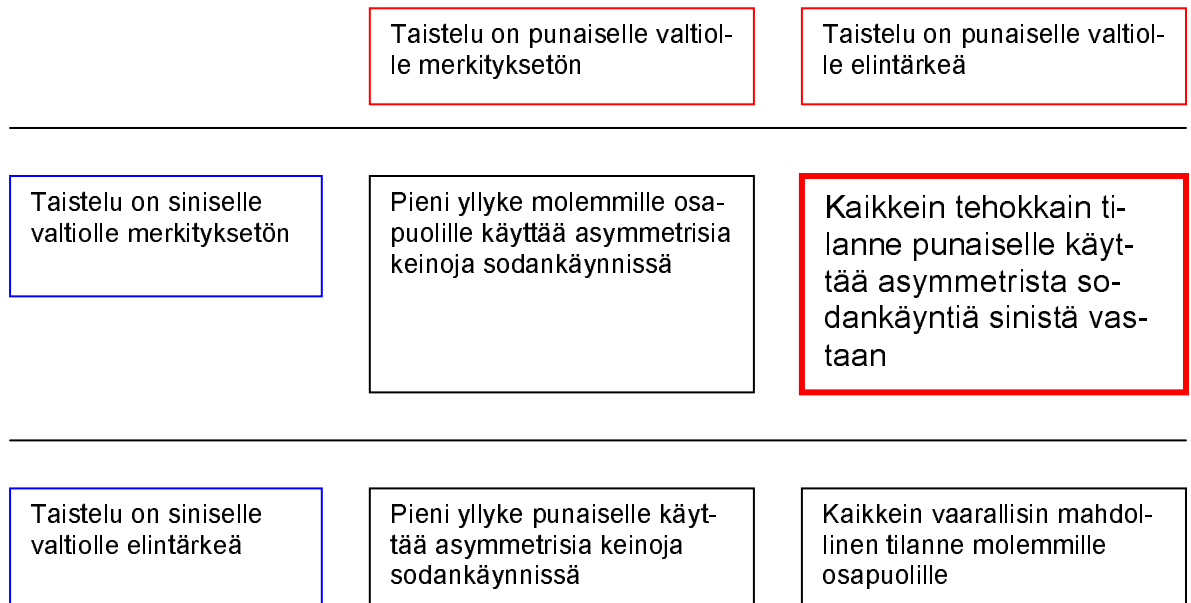 Taistelu on punaiselle valtiol-
le merkityksetön
Taistelu on punaiselle valtiol-
le elintärkeä
Taistelu on siniselle
valtiolle merkityksetön
Pieni yllyke molemmille osa-
puolille käyttää asymmetrisia
keinoja sodankäynnissä
Kaikkein tehokkain ti-
lanne punaiselle käyt-
tää asymmetrista so-
dankäyntiä sinistä vas-
taan
Taistelu on siniselle
valtiolle elintärkeä
Pieni yllyke punaiselle käyt-
tää asymmetrisia keinoja
sodankäynnissä
Kaikkein vaarallisin mahdol-
linen tilanne molemmille
osapuolille